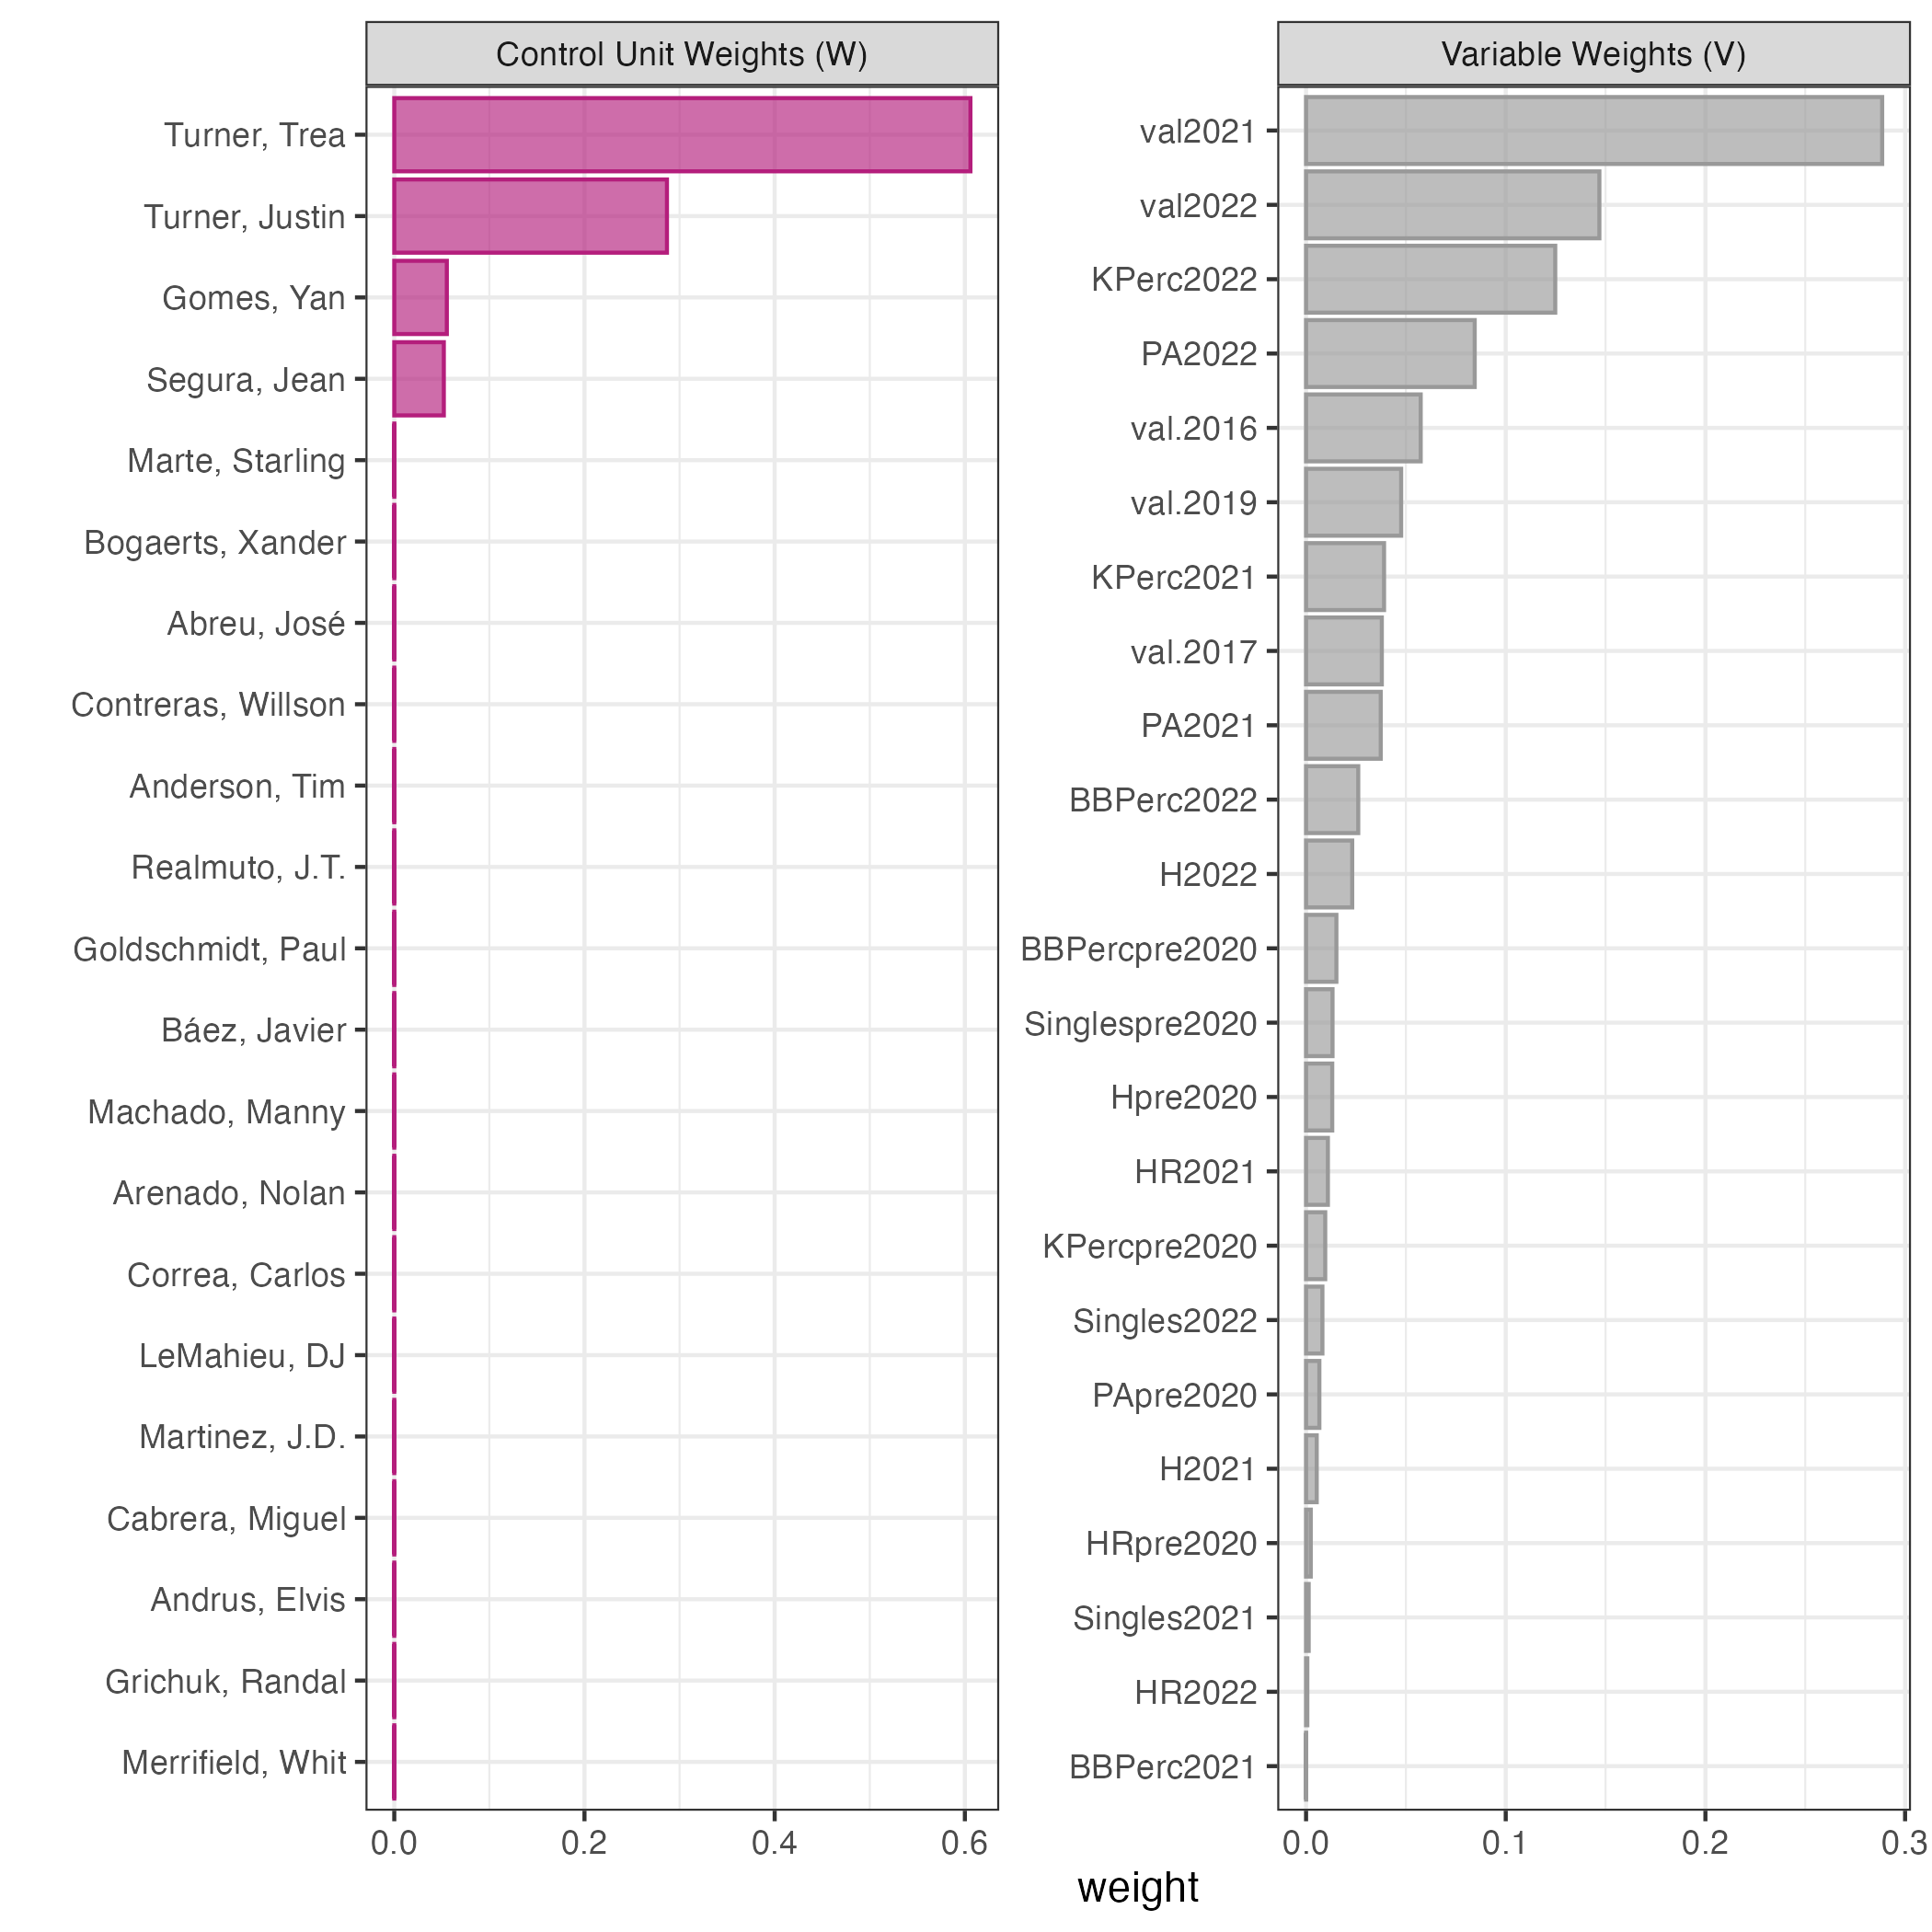 Control Unit Weights (W)
Turner, Trea
Turner, Justin
Gomes, Yan
Segura, Jean
Marte, Starling
Bogaerts, Xander
Abreu, José
Contreras, Willson
Anderson, Tim
Realmuto, J.T.
Goldschmidt, Paul
Báez, Javier
Machado, Manny
Arenado, Nolan
Correa, Carlos
LeMahieu, DJ
Martinez, J.D.
Cabrera, Miguel
Andrus, Elvis
Grichuk, Randal
Merrifield, Whit
0.0 0.2 0.4 0.6
Variable Weights (V)
val2021
val2022
KPerc2022
PA2022
val.2016
val.2019
KPerc2021
val.2017
PA2021
BBPerc2022
H2022
BBPercpre2020
Singlespre2020
Hpre2020
HR2021
KPercpre2020
Singles2022
PApre2020
H2021
HRpre2020
Singles2021
HR2022
BBPerc2021
0.0 0.1 0.2 0.3
weight